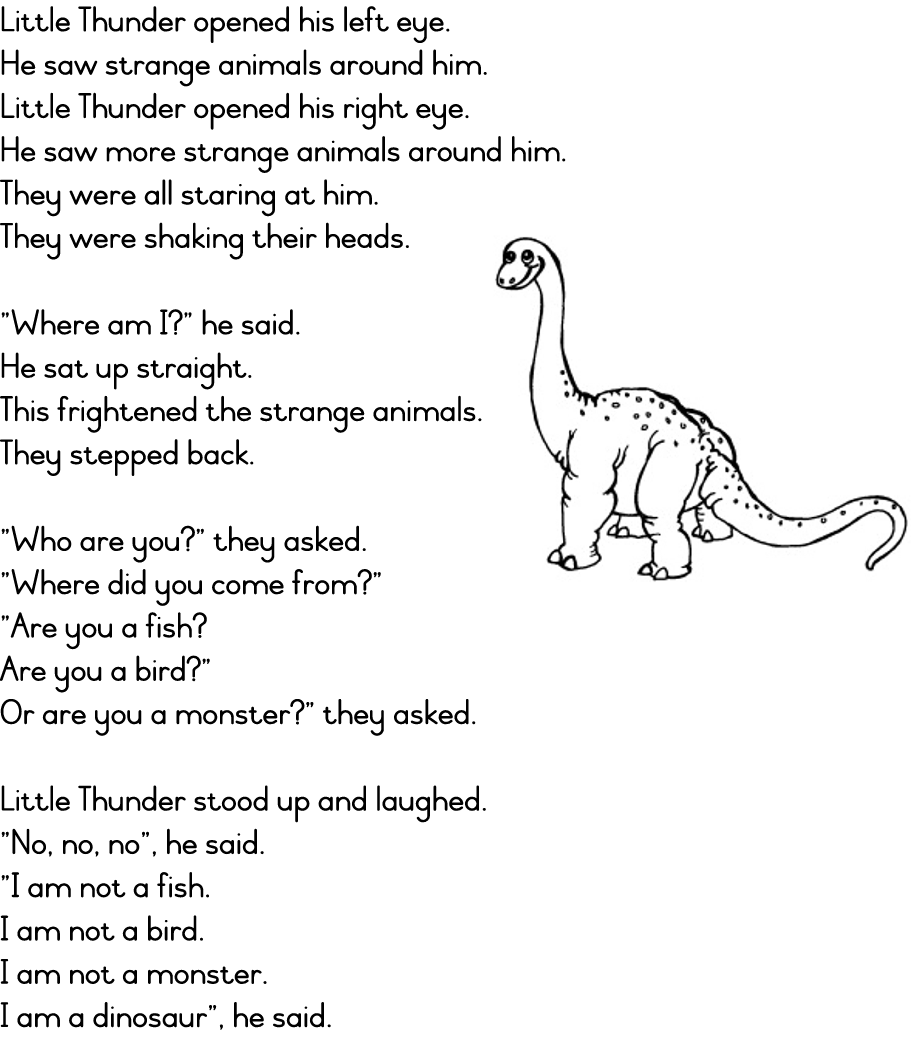 Little Thunder opened his left eye.
He saw strange animals around him.
Little Thunder opened his right eye.
He saw more strange animals around him.
They were all staring at him.
They were shaking their heads.
"Where am I?" he said.
He sat up straight.
This frightened the strange animals.
They stepped back.
"Who are you?" they asked.
"Where did you come from?"
"Are you a fish?
Are you a bird?"
Or are you a monster?" they asked.
Little Thunder stood up and laughed.
"No, no, no", he said.
"I am not a fish.
I am not a bird.
I am not a monster.
I am a dinosaur", he said.